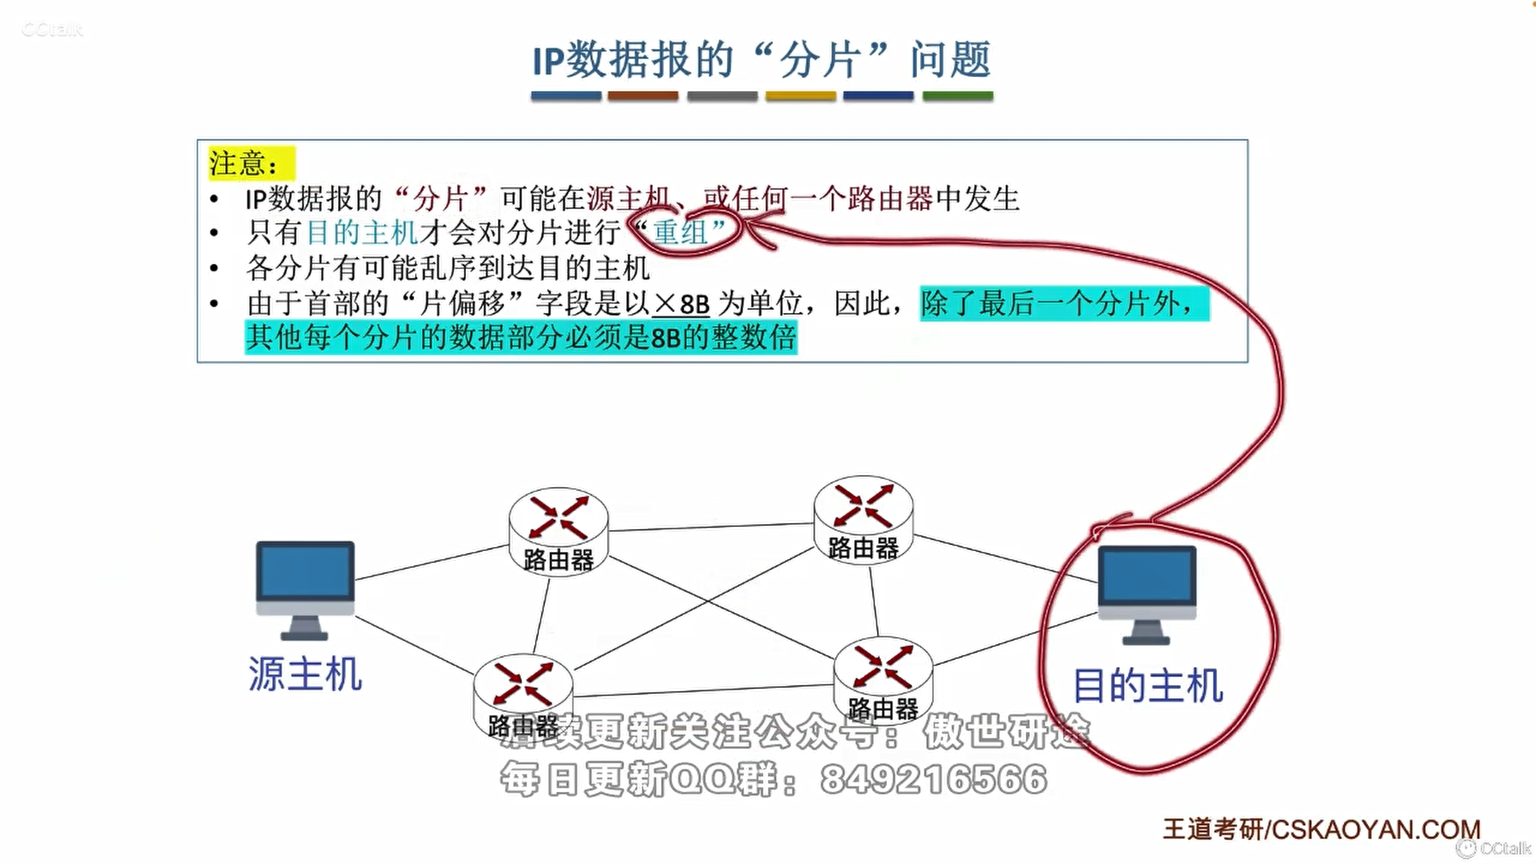 CCtalk
IP数据报的“分片”问题
注意：
• IP数据报的“分片”可能在源主机、或任何一个路由器中发生
• 只有目的主机才会对分片进行“重组”
• 各分片有可能乱序到达目的主机
• 由于首部的“片偏移”字段是以×8B 为单位，因此，除了最后一个分片外，
其他每个分片的数据部分必须是8B的整数倍
路由器
路由器
源主机
目的主机
路由器
路由器
后续更新关注公众号：傲世研途
每日更新QQ群：849216566
王道考研/CSKAOYAN.COM
CCtalk